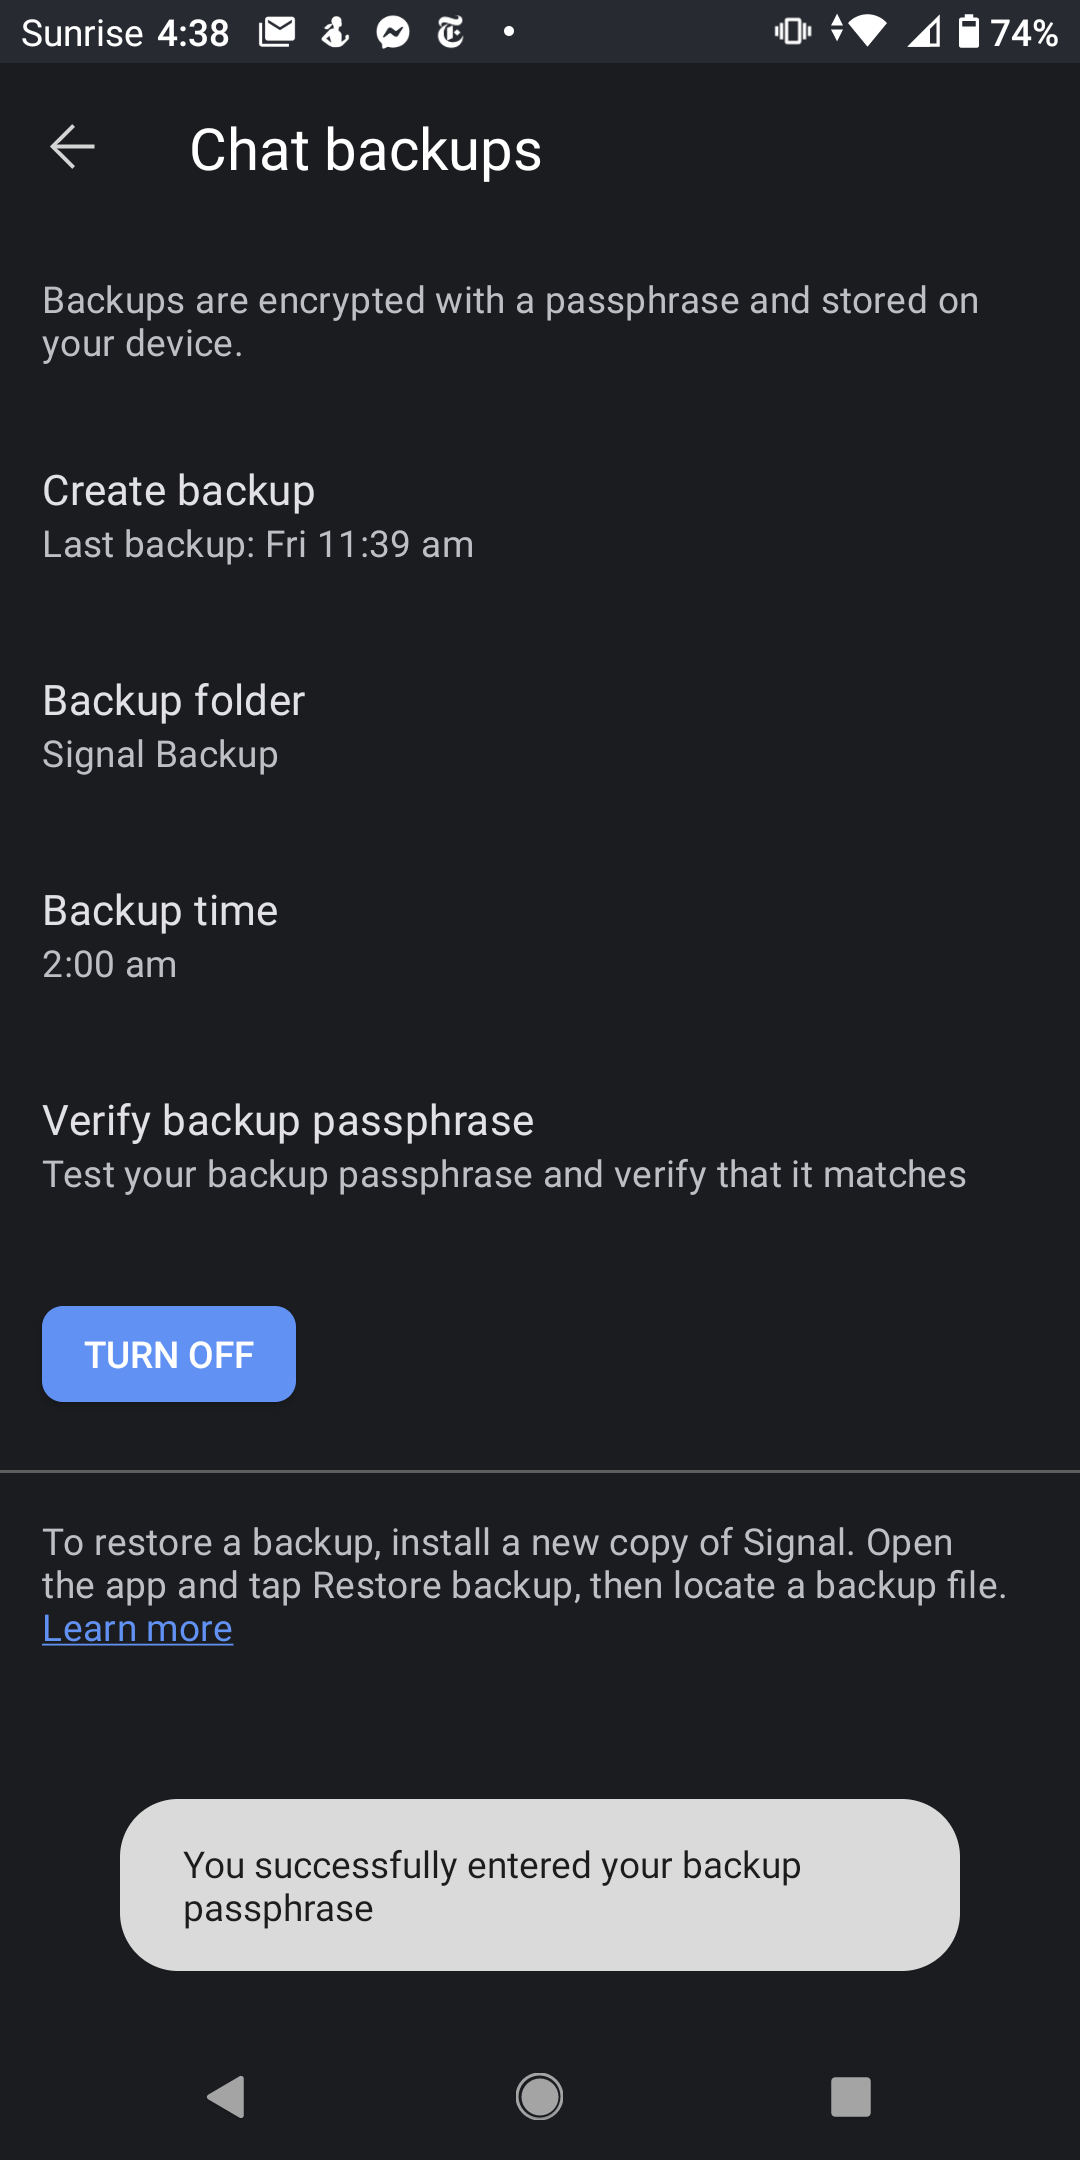 Sunrise 4:38 74%
Chat backups
Backups are encrypted with a passphrase and stored on
your device.
Create backup
Last backup: Fri 11:39 am
Backup folder
Signal Backup
Backup time
2:00 am
Verify backup passphrase
Test your backup passphrase and verify that it matches
TURN OFF
To restore a backup, install a new copy of Signal. Open
the app and tap Restore backup, then locate a backup file.
Learn more
You successfully entered your backup
passphrase